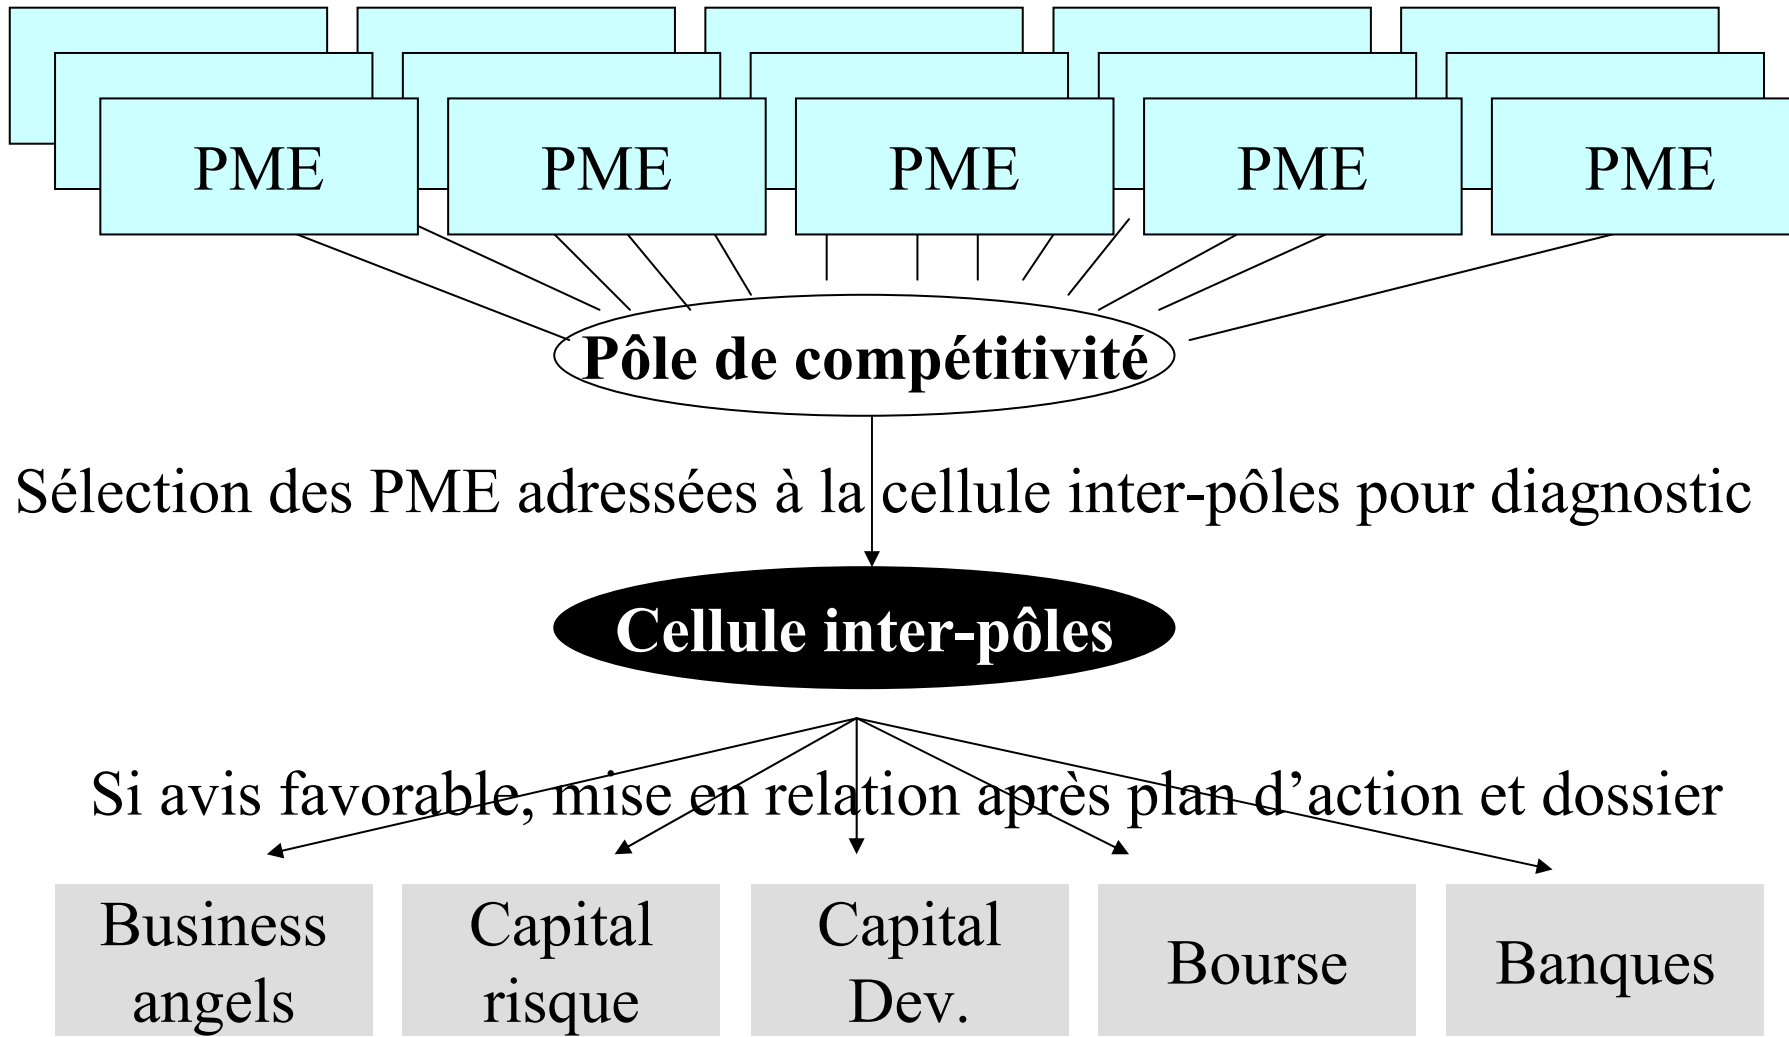 PME PME PME PME PME
Pôle de compétitivité
Sélection des PME adressées à la cellule inter-pôles pour diagnostic
Cellule inter-pôles
Si avis favorable, mise en relation après plan d’action et dossier
Business
angels
Capital
risque
Capital
Dev.
Bourse
Banques